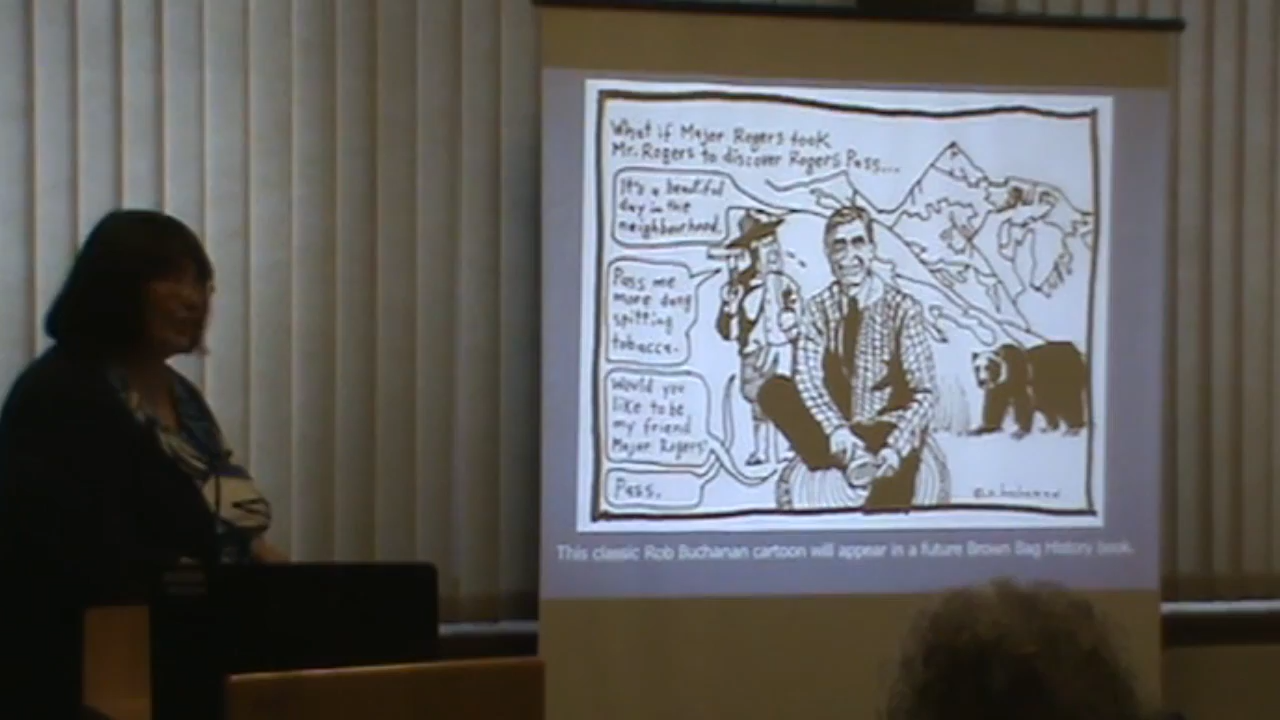 What if Major Rogers took
Mr. Rogers to discover Rogers Pass...
It's a beautiful
day in the
neighbourhood.
Pass me
more dang
spitting
tobacco.
Would you
like to be
my friend
Major Rogers?
Pass.
This classic Rob Buchanan cartoon will appear in a future Brown Bag History book.